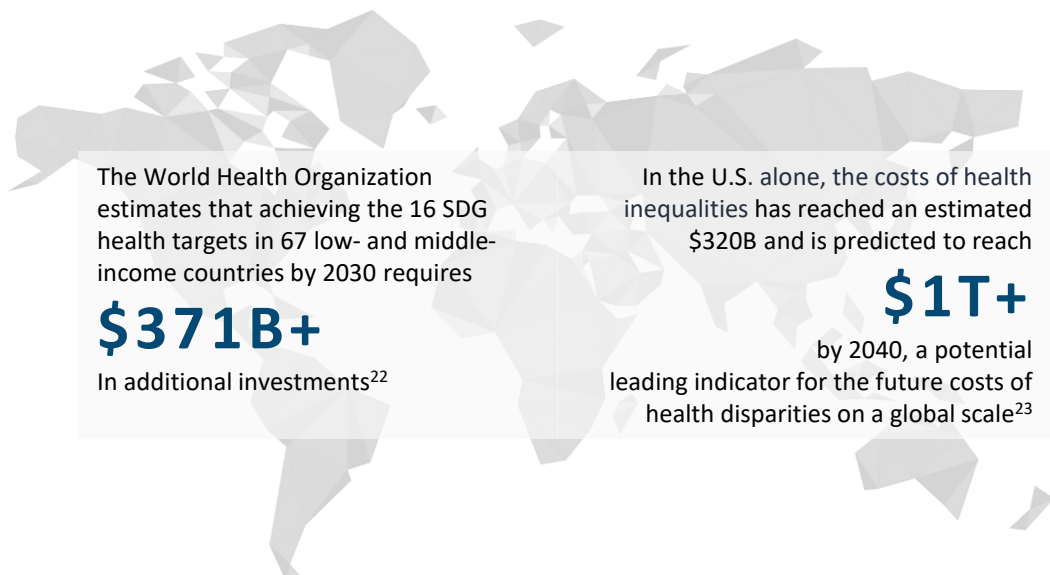 The World Health Organization
estimates that achieving the 16 SDG
health targets in 67 low- and middle-
income countries by 2030 requires
$371B+
In additional investments22
In the U.S. alone, the costs of health
inequalities has reached an estimated
$320B and is predicted to reach
$1T+
by 2040, a potential
leading indicator for the future costs of
health disparities on a global scale23